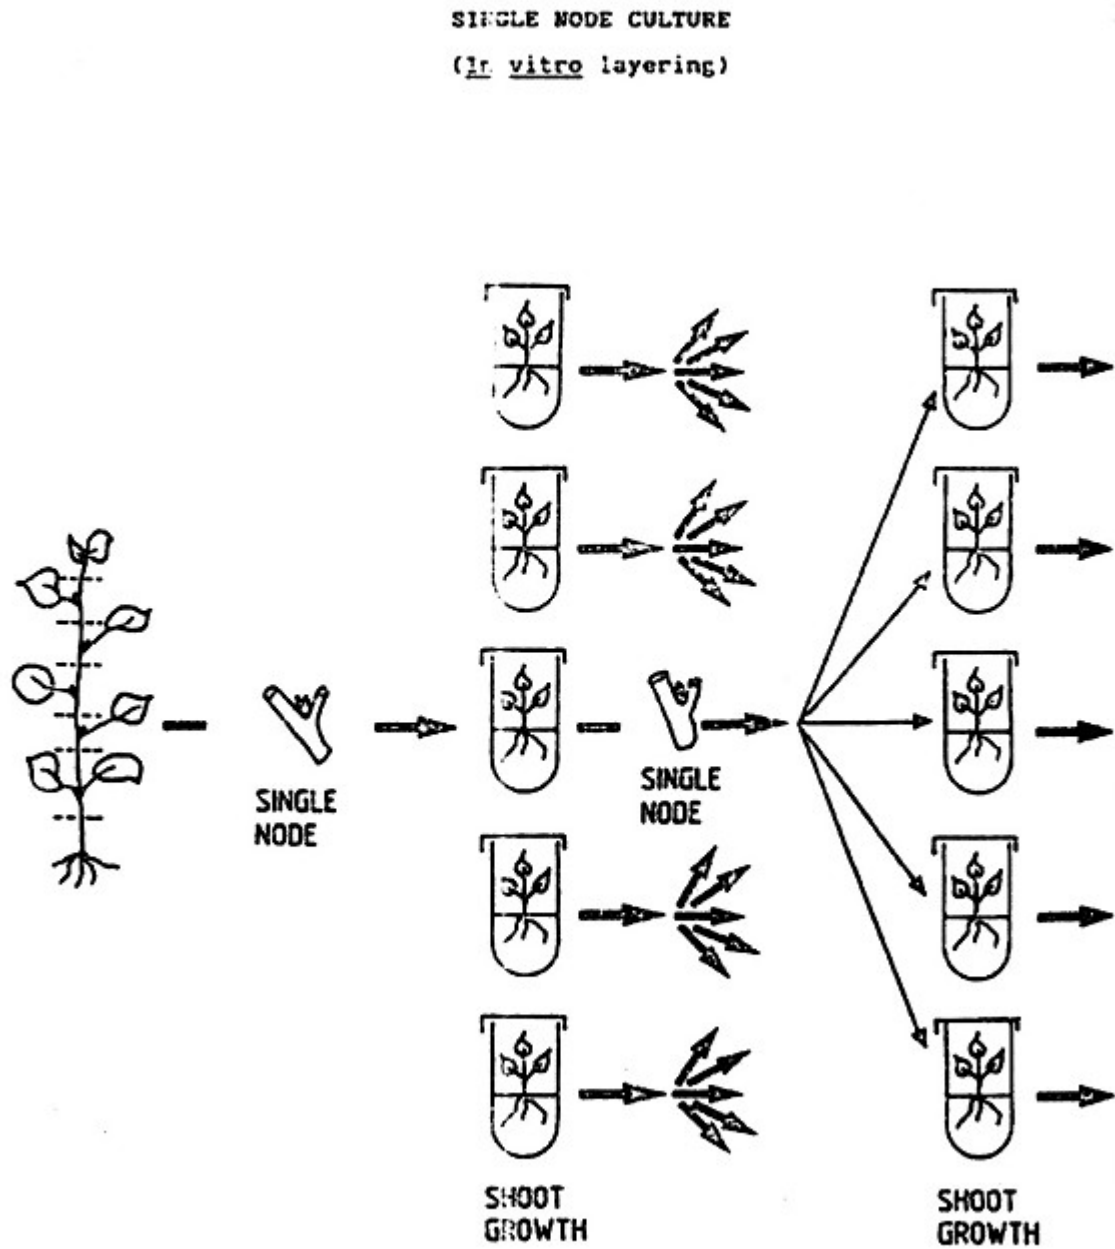 SINGLE NODE CULTURE
(In vitro layering)
SINGLE
NODE
SINGLE
NODE
SHOOT
GROWTH
SHOOT
GROWTH